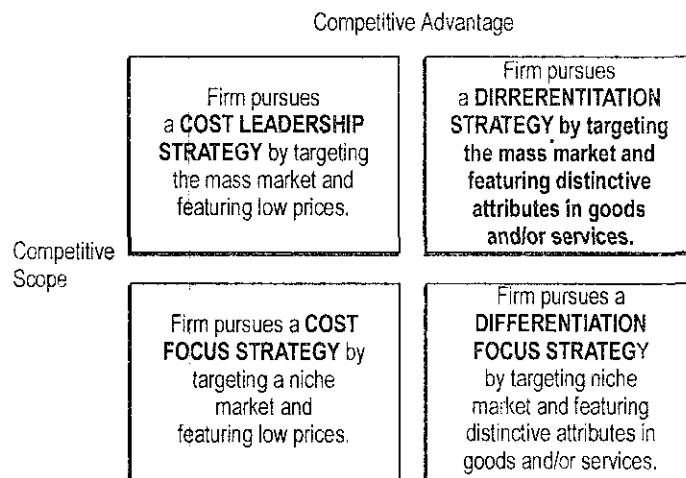 Competitive Advantage
Firm pursues
a COST LEADERSHIP
STRATEGY by targeting
the mass market and
featuring low prices.
Firm pursues
a DIRRERENTITATION
STRATEGY by targeting
the mass market and
featuring distinctive
attributes in goods
and/or services.
Competitive
Scope
Firm pursues a COST
FOCUS STRATEGY by
targeting a niche
market and
featuring low prices.
Firm pursues a
DIFFERENTIATION
FOCUS STRATEGY
by targeting niche
market and featuring
distinctive attributes in
goods and/or services.